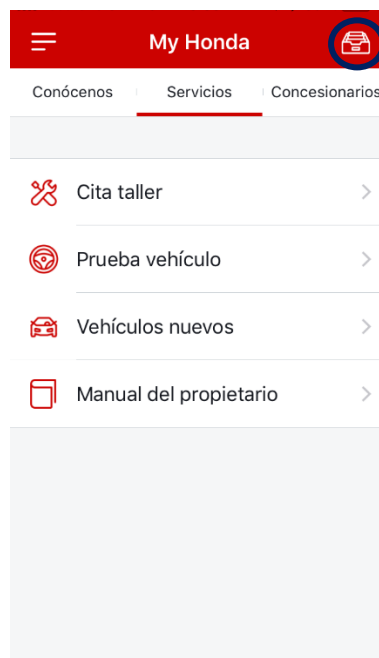 My Honda
Conócenos Servicios Concesionarios
Cita taller
Prueba vehículo
Vehículos nuevos
Manual del propietario